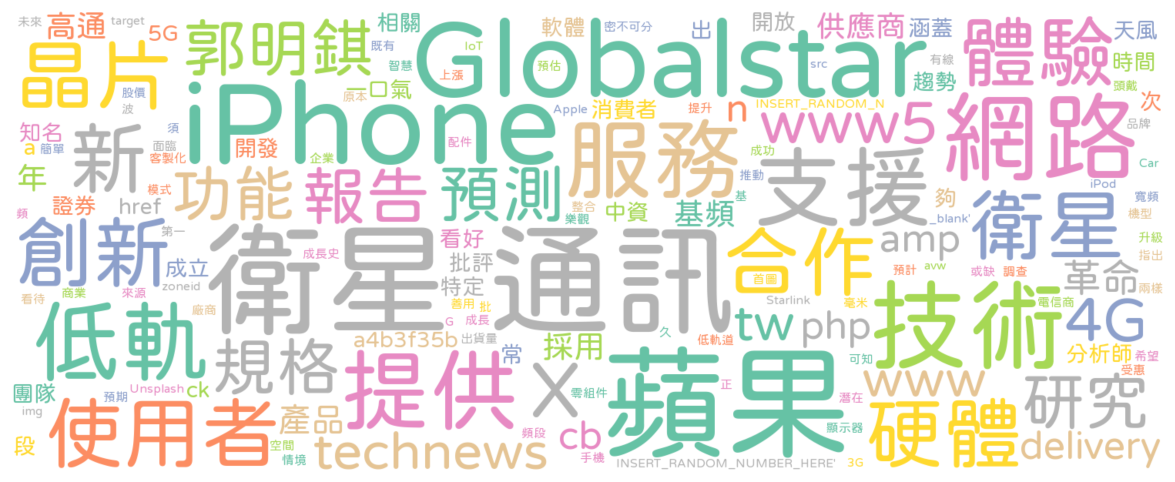 未來 target
高通 5G
晶片
郭明錤
Globalstar
相關
既有
智慧
IoT
上漲
一口氣
原本
軟體
密不可分
預估
出
開放
供應商
涵蓋
src
有線
趨勢
體驗
天風
時間
頭戴
次
品牌
股價
波
iPhone
Apple
消費者
提升
n
INSERT_RANDOM_N
www5
網路
知名
a
簡單
須
面臨
客製化
新
開發
企業
配件
服務
成功
推動
支援
夠
_blank'
iPod
Car
寬頻
機型
年
模式
功能
報告
預測
整合
樂觀
中資
基頻
基
衛星
升級
指出
頻
證券
href
第一
創新
成立
zoneid
衛星通訊
成長史
看好
批評
特定
合作
首圖
amp
預計
avw
或缺
調查
革命
兩樣
看待
商業
來源
廠商
善用
批
G
成長
Starlink
毫米
技術
電信商
4G
低軌
規格
a4b3f35b
出貨量
常
採用
久
低軌道
tw
php
可知
分析師
希望
受惠
團隊
img
預期
Unsplash
ck
提供
X
零組件
蘋果
正
潛在
www
研究
使用者
產品
段
空間
情境
technews
頻段
cb
手機
INSERT_RANDOM_NUMBER_HERE'
顯示器
3G
硬體
delivery